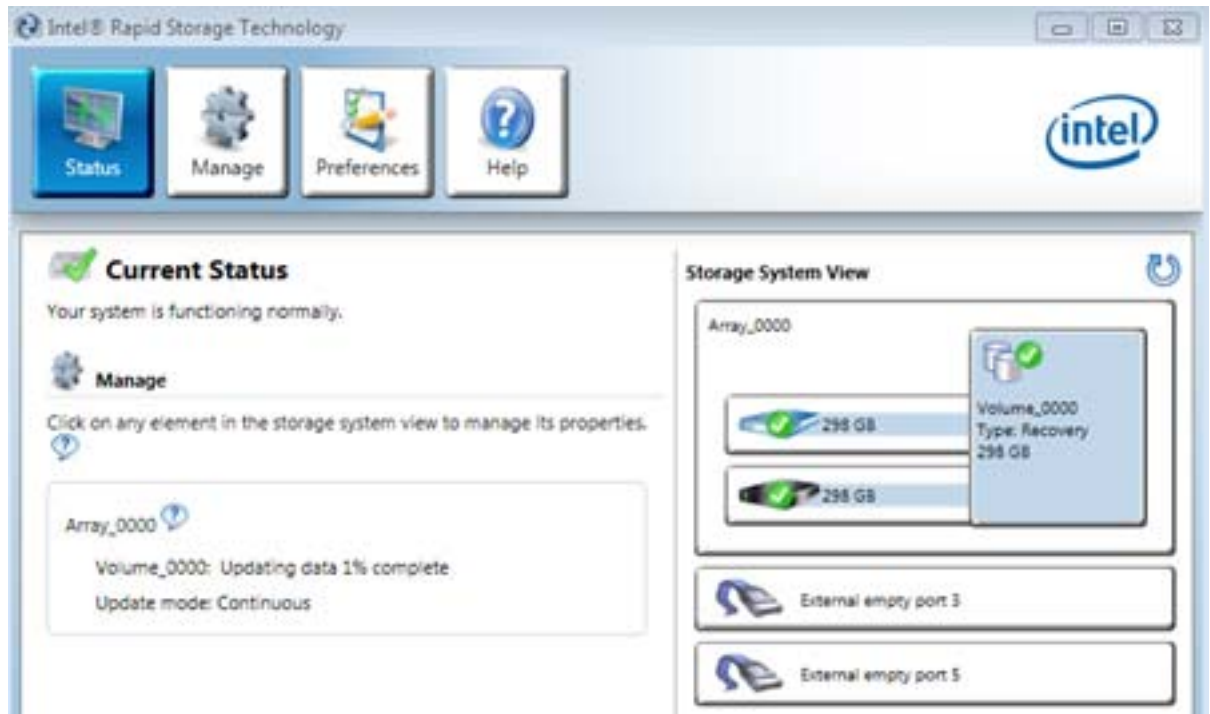 Intel® Rapid Storage Technology
Status
Manage
Preferences
Help
intel
Current Status
Your system is functioning normally.
Manage
Click on any element in the storage system view to manage its properties.
Array_0000
Volume_0000: Updating data 1% complete
Update mode: Continuous
Storage System View
Array_0000
298 GB
298 GB
Volume_0000
Type: Recovery
298 GB
External empty port 3
External empty port 5